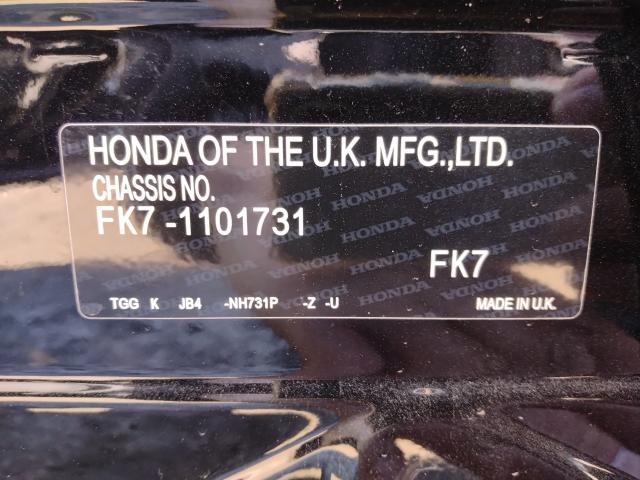 HONDA OF THE U.K. MFG.,LTD.
CHASSIS NO.
FK7 -1101731
FK7
TGG K JB4 -NH731P -Z -U
MADE IN U.K.